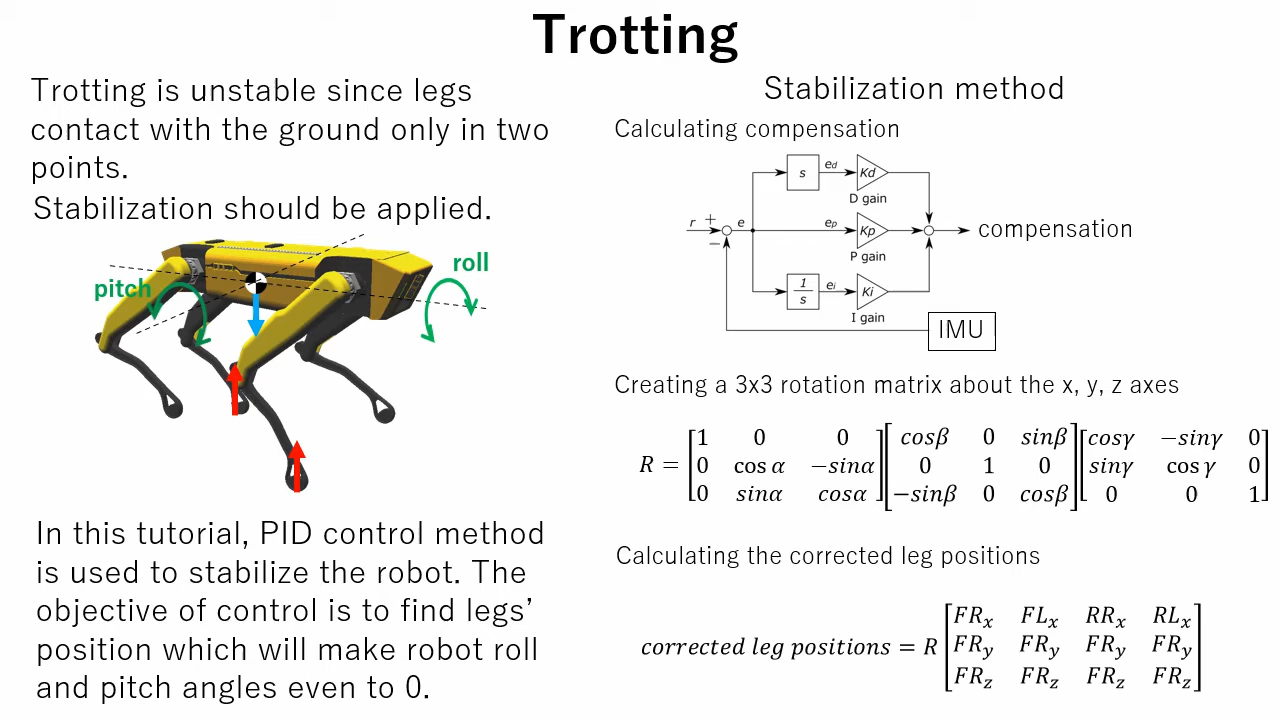 Trotting
Trotting is unstable since legs
contact with the ground only in two
points.
Stabilization should be applied.
pitch
roll
In this tutorial, PID control method
is used to stabilize the robot. The
objective of control is to find legs’
position which will make robot roll
and pitch angles even to 0.
Stabilization method
Calculating compensation
s
ed
Kd
D gain
r
+
−
e
ep
Kp
P gain
compensation
1
s
ei
Ki
I gain
IMU
Creating a 3x3 rotation matrix about the x, y, z axes
R = [1 0 0] [cosβ 0 sinβ] [cosγ −sinγ 0]
[0 cos α −sinα] [0 1 0] [sinγ cos γ 0]
[0 sinα cosα] [−sinβ 0 cosβ] [0 0 1]
Calculating the corrected leg positions
corrected leg positions = R
FRx FLx RRx RLx
FRy FRy FRy FRy
FRz FRz FRz FRz